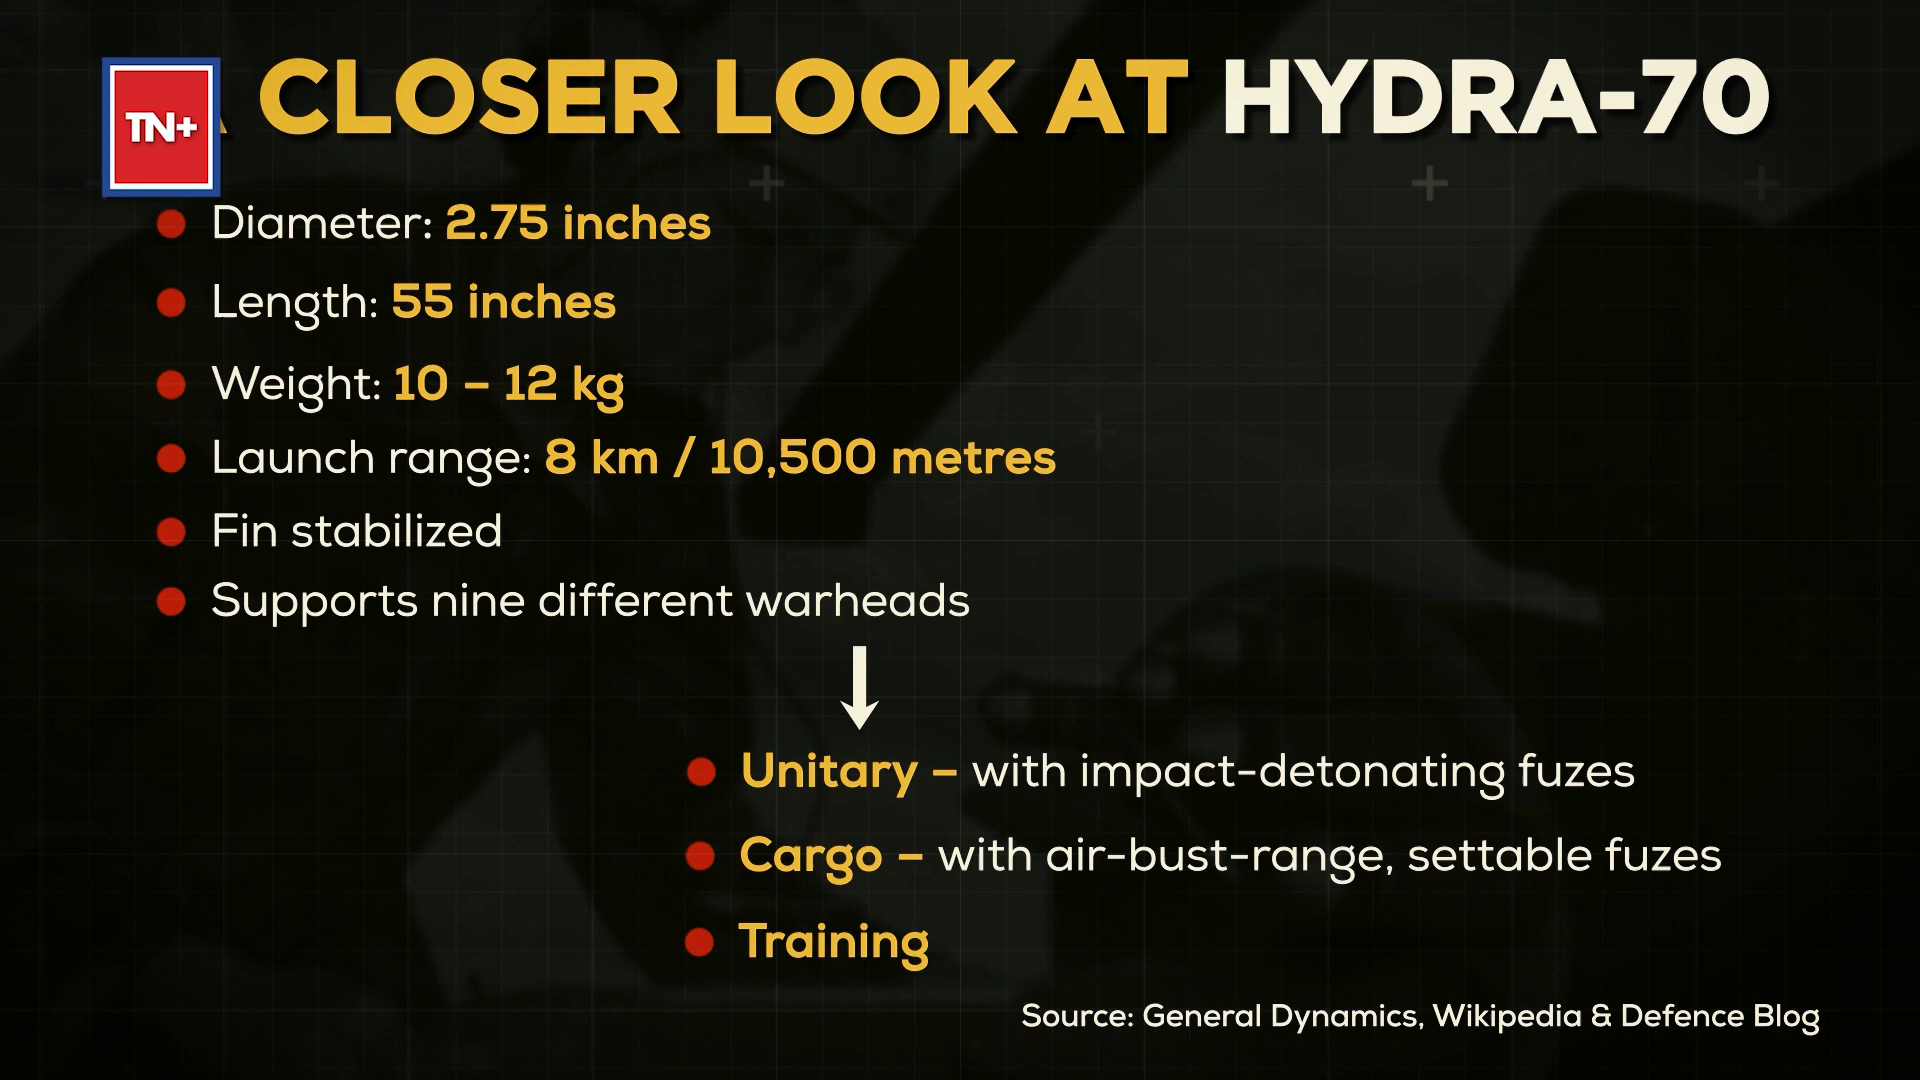 CLOSER LOOK AT HYDRA-70
TN+
Diameter: 2.75 inches
Length: 55 inches
Weight: 10 – 12 kg
Launch range: 8 km / 10,500 metres
Fin stabilized
Supports nine different warheads
Unitary – with impact-detonating fuzes
Cargo – with air-bust-range, settable fuzes
Training
Source: General Dynamics, Wikipedia & Defence Blog